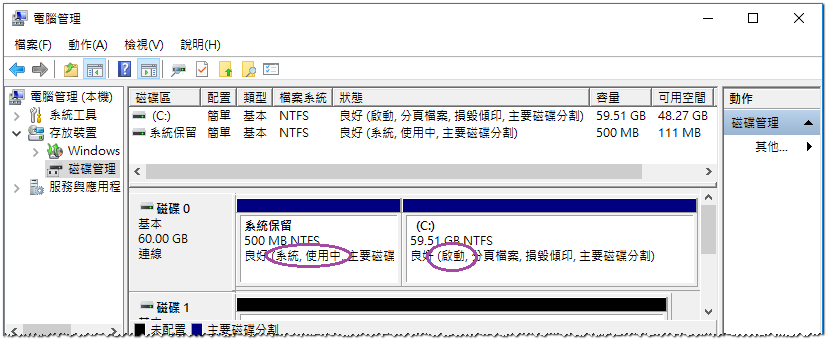 電腦管理
檔案(F) 動作(A) 檢視(V) 說明(H)
電腦管理 (本機)
系統工具
存放裝置
Windows
磁碟管理
服務與應用程
磁碟區 配置 類型 檔案系統 狀態 容量 可用空間
(C:) 簡單 基本 NTFS 良好 (啟動, 分頁檔案, 損毀傾印, 主要磁碟分割) 59.51 GB 48.27 GB
系統保留 簡單 基本 NTFS 良好 (系統, 使用中, 主要磁碟分割) 500 MB 111 MB
磁碟 0
基本
60.00 GB
連線
系統保留
500 MB NTFS
良好 (系統, 使用中, 主要磁碟
(C:)
59.51 GB NTFS
良好 (啟動, 分頁檔案, 損毀傾印, 主要磁碟分割)
磁碟 1
未配置 主要磁碟分割
動作
磁碟管理
其他...